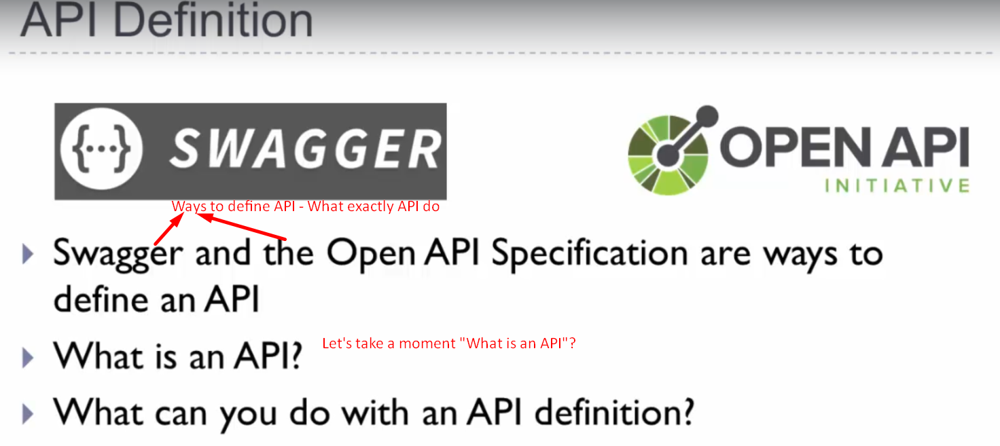 API Definition
{...} SWAGGER
OPEN API
INITIATIVE
Ways to define API - What exactly API do
Swagger and the Open API Specification are ways to
define an API
What is an API?
Let's take a moment "What is an API"?
What can you do with an API definition?